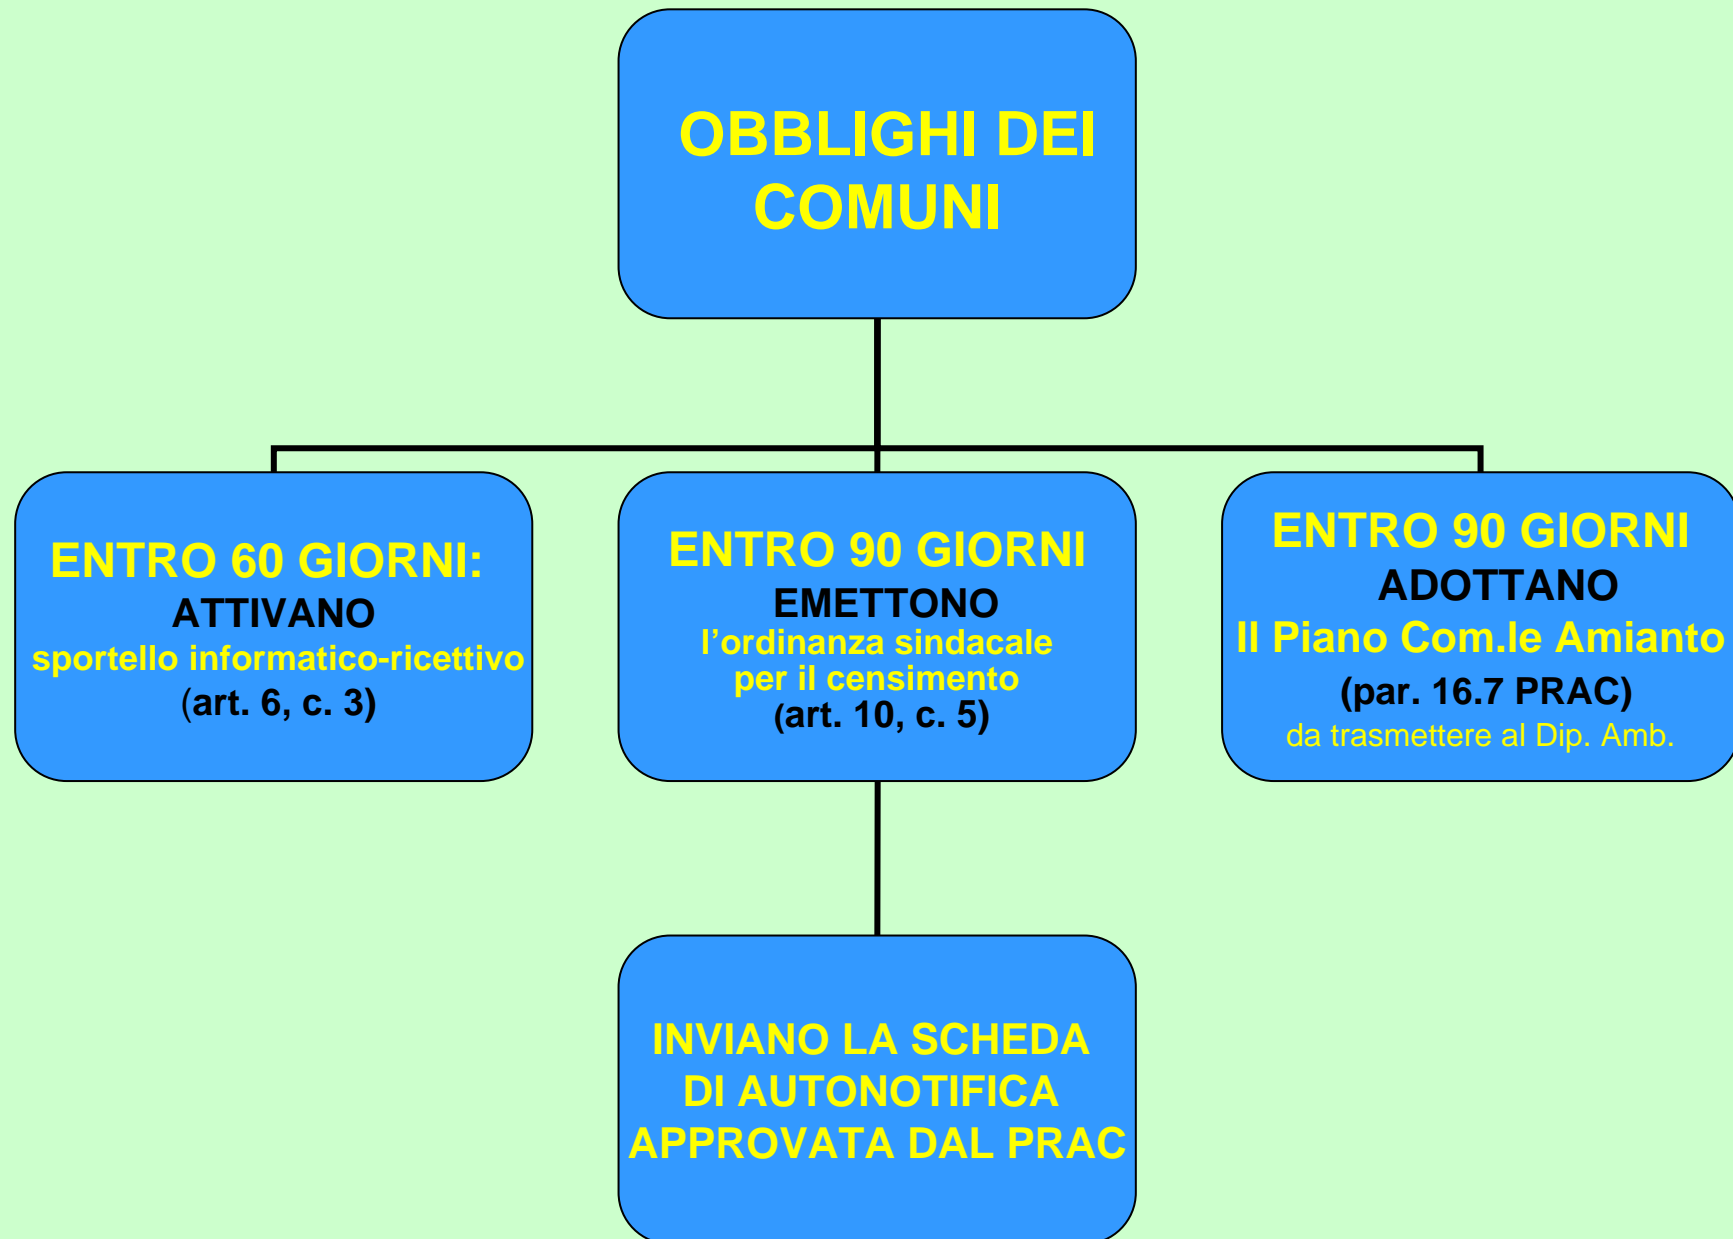 OBBLIGHI DEI
COMUNI
ENTRO 60 GIORNI:
ATTIVANO
sportello informatico-ricettivo
(art. 6, c. 3)
ENTRO 90 GIORNI
EMETTONO
l’ordinanza sindacale
per il censimento
(art. 10, c. 5)
ENTRO 90 GIORNI
ADOTTANO
Il Piano Com.le Amianto
(par. 16.7 PRAC)
da trasmettere al Dip. Amb.
INVIANO LA SCHEDA
DI AUTONOTIFICA
APPROVATA DAL PRAC